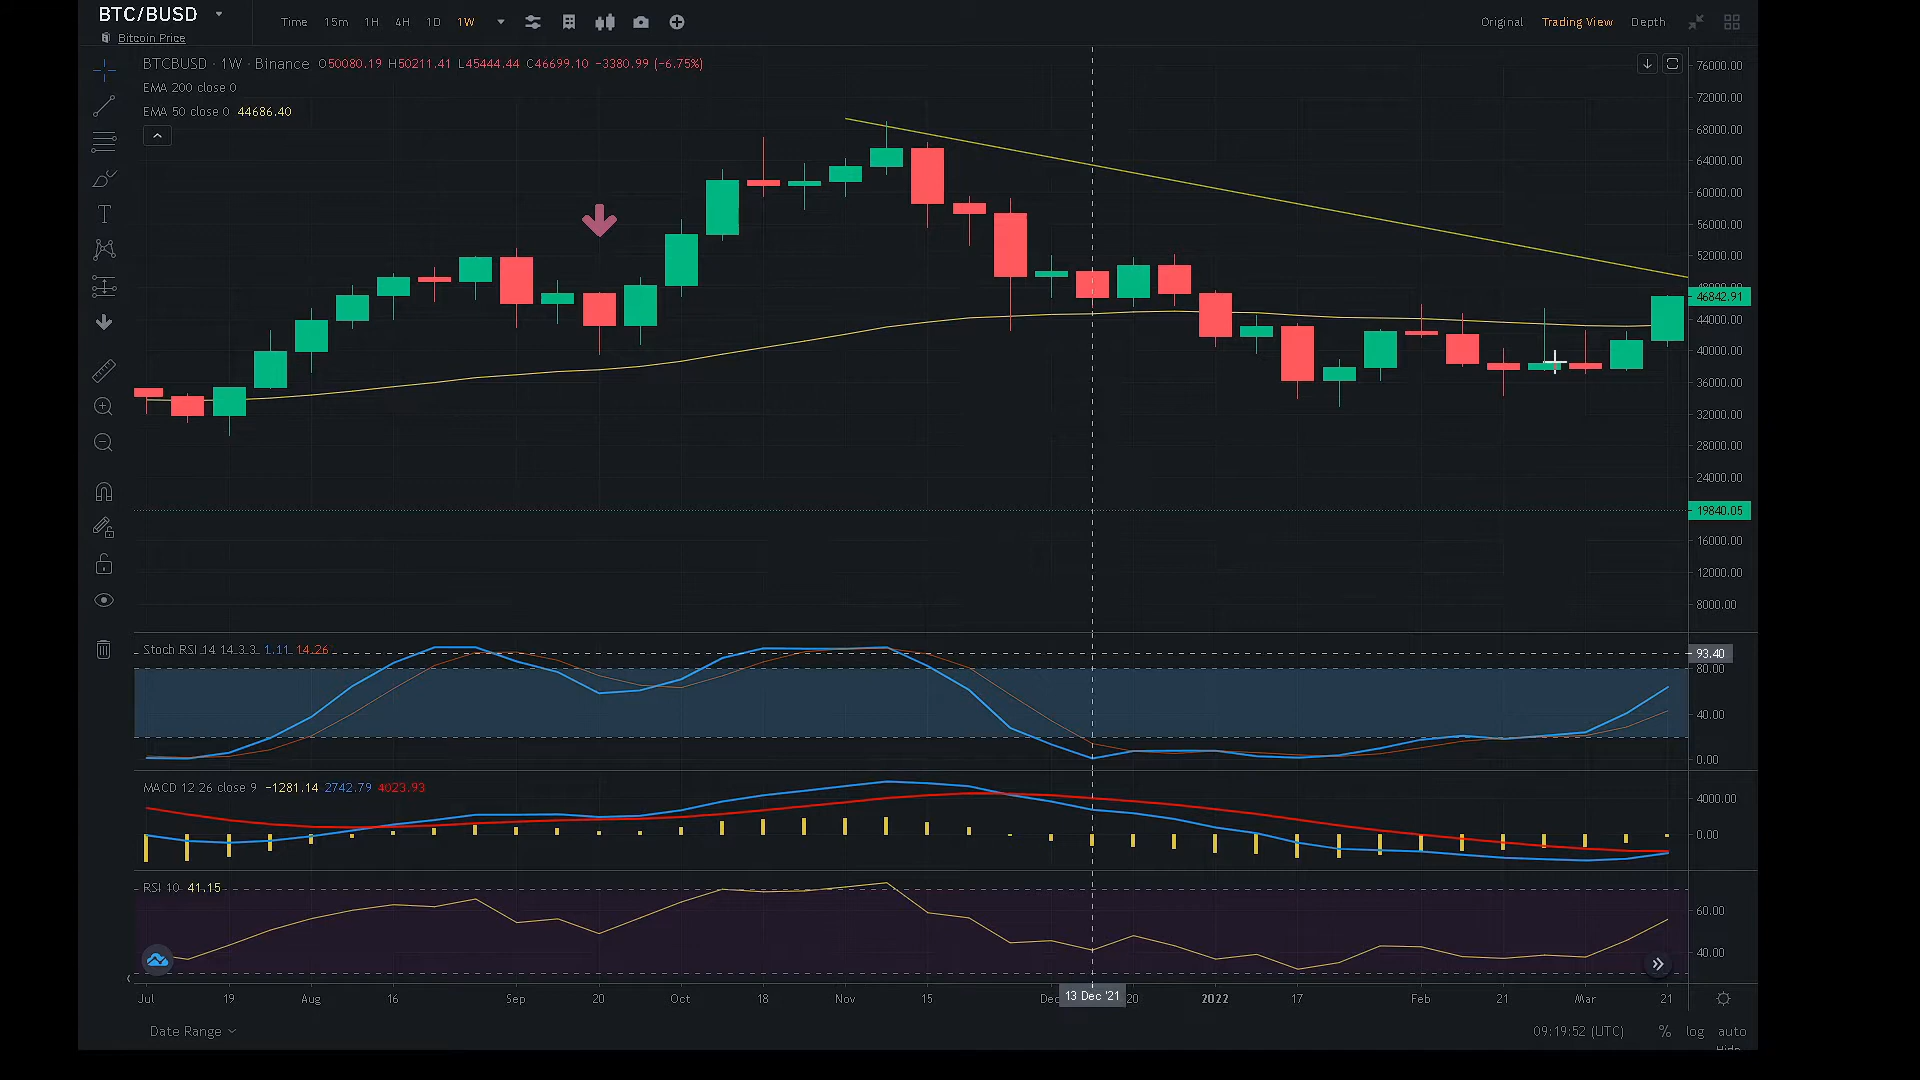 BTC/BUSD
Bitcoin Price
Time 15m 1H 4H 1D 1W
Original Trading View Depth
BTCBUSD · 1W · Binance O50080.19 H50211.41 L45444.44 C46699.10 −3380.99 (−6.75%)
EMA 200 close 0
EMA 50 close 0 44686.40
76000.00
72000.00
68000.00
64000.00
60000.00
56000.00
52000.00
48000.00
46842.91
44000.00
40000.00
36000.00
32000.00
28000.00
24000.00
19840.05
16000.00
12000.00
8000.00
Stoch RSI 14 14 3 3 1.11 14.26
93.40
80.00
40.00
0.00
MACD 12 26 close 9 −1281.14 2742.79 4023.93
4000.00
0.00
RSI 10 41.15
60.00
40.00
Jul 19 Aug 16 Sep 20 Oct 18 Nov 15 Dec 13 Dec '21 20 2022 17 Feb 21 Mar 21
Date Range 09:19:52 (UTC) % log auto